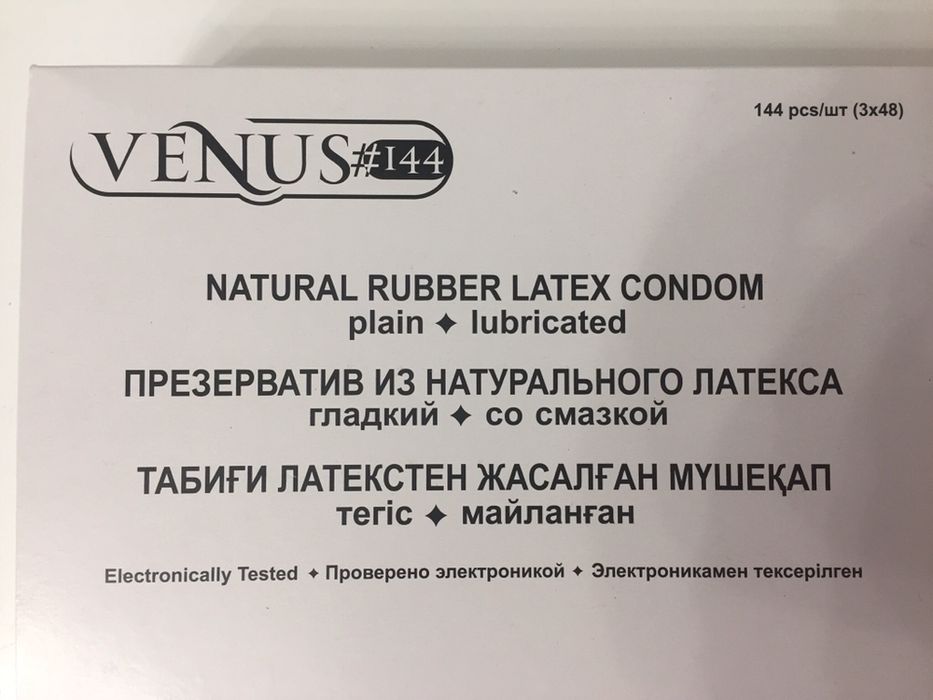 144 pcs/шт (3x48)
VENUS #144
NATURAL RUBBER LATEX CONDOM
plain ✦ lubricated
ПРЕЗЕРВАТИВ ИЗ НАТУРАЛЬНОГО ЛАТЕКСА
гладкий ✦ со смазкой
ТАБИҒИ ЛАТЕКСТЕН ЖАСАЛҒАН МҮШЕҚАП
тегіс ✦ майланған
Electronically Tested ✦ Проверено электроникой ✦ Электроникамен тексерілген